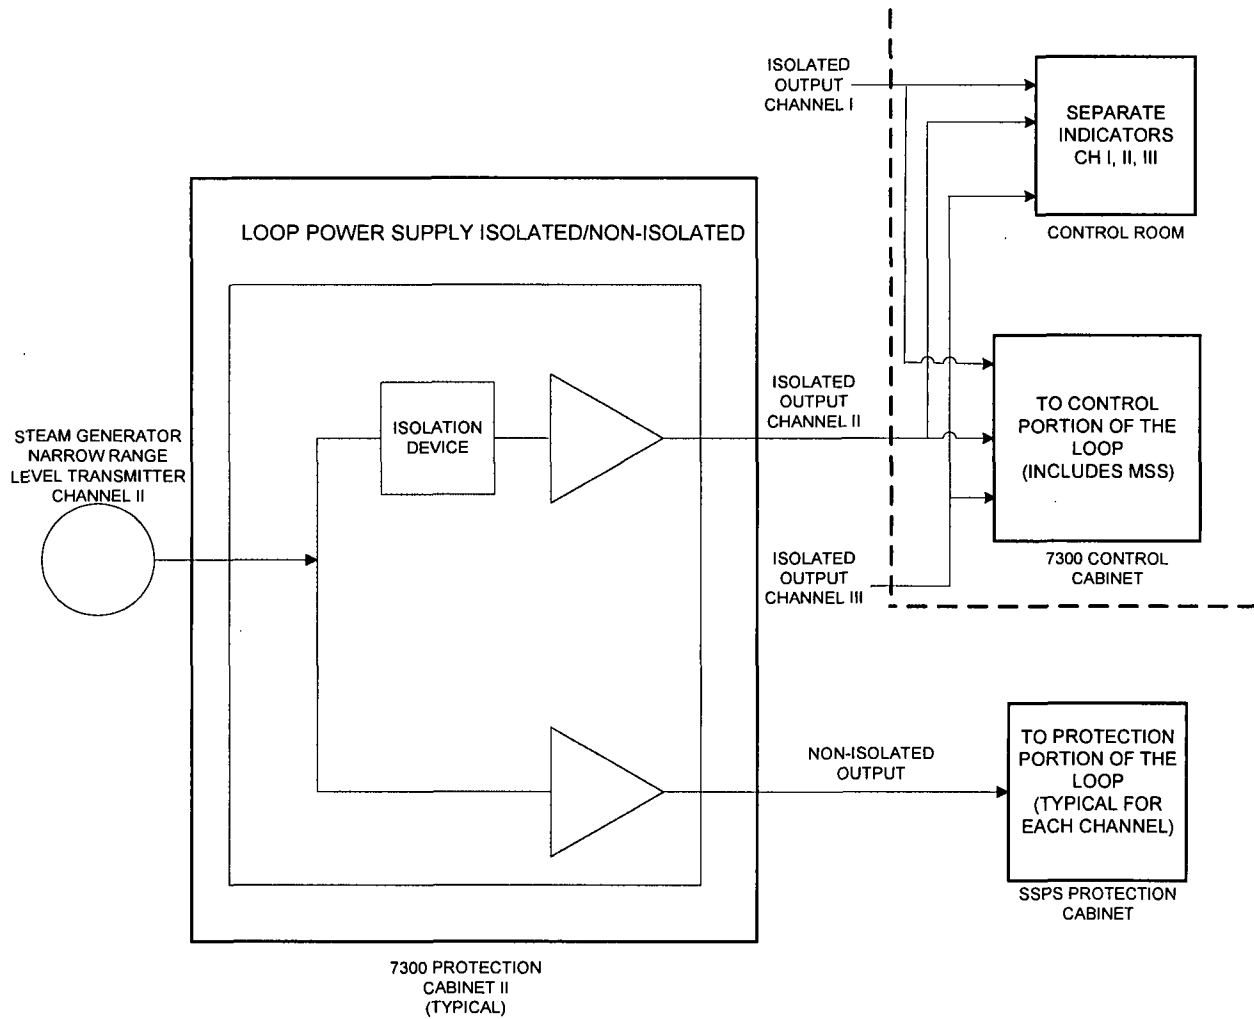 ISOLATED
OUTPUT
CHANNEL I
SEPARATE
INDICATORS
CH I, II, III
CONTROL ROOM
LOOP POWER SUPPLY ISOLATED/NON-ISOLATED
STEAM GENERATOR
NARROW RANGE
LEVEL TRANSMITTER
CHANNEL II
ISOLATION
DEVICE
ISOLATED
OUTPUT
CHANNEL II
TO CONTROL
PORTION OF THE
LOOP
(INCLUDES MSS)
7300 CONTROL
CABINET
ISOLATED
OUTPUT
CHANNEL III
NON-ISOLATED
OUTPUT
TO PROTECTION
PORTION OF THE
LOOP
(TYPICAL FOR
EACH CHANNEL)
SSPS PROTECTION
CABINET
7300 PROTECTION
CABINET II
(TYPICAL)